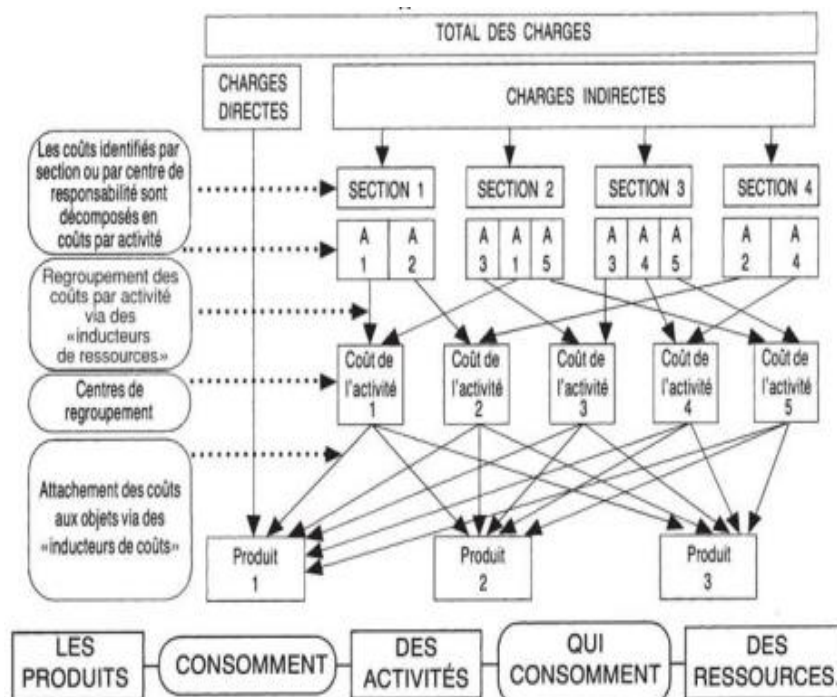 TOTAL DES CHARGES
CHARGES
DIRECTES
CHARGES INDIRECTES
Les coûts identifiés par
section ou par centre de
responsabilité sont
décomposés en
coûts par activité
SECTION 1
SECTION 2
SECTION 3
SECTION 4
A
1
A
2
A
3
A
1
A
5
A
3
A
4
A
5
A
2
A
4
Regroupement des
coûts par activité
via des
«inducteurs
de ressources»
Centres de
regroupement
Coût de
l'activité
1
Coût de
l'activité
2
Coût de
l'activité
3
Coût de
l'activité
4
Coût de
l'activité
5
Attachement des coûts
aux objets via des
«inducteurs de coûts»
Produit
1
Produit
2
Produit
3
LES
PRODUITS
CONSOMMENT
DES
ACTIVITÉS
QUI
CONSOMMENT
DES
RESSOURCES